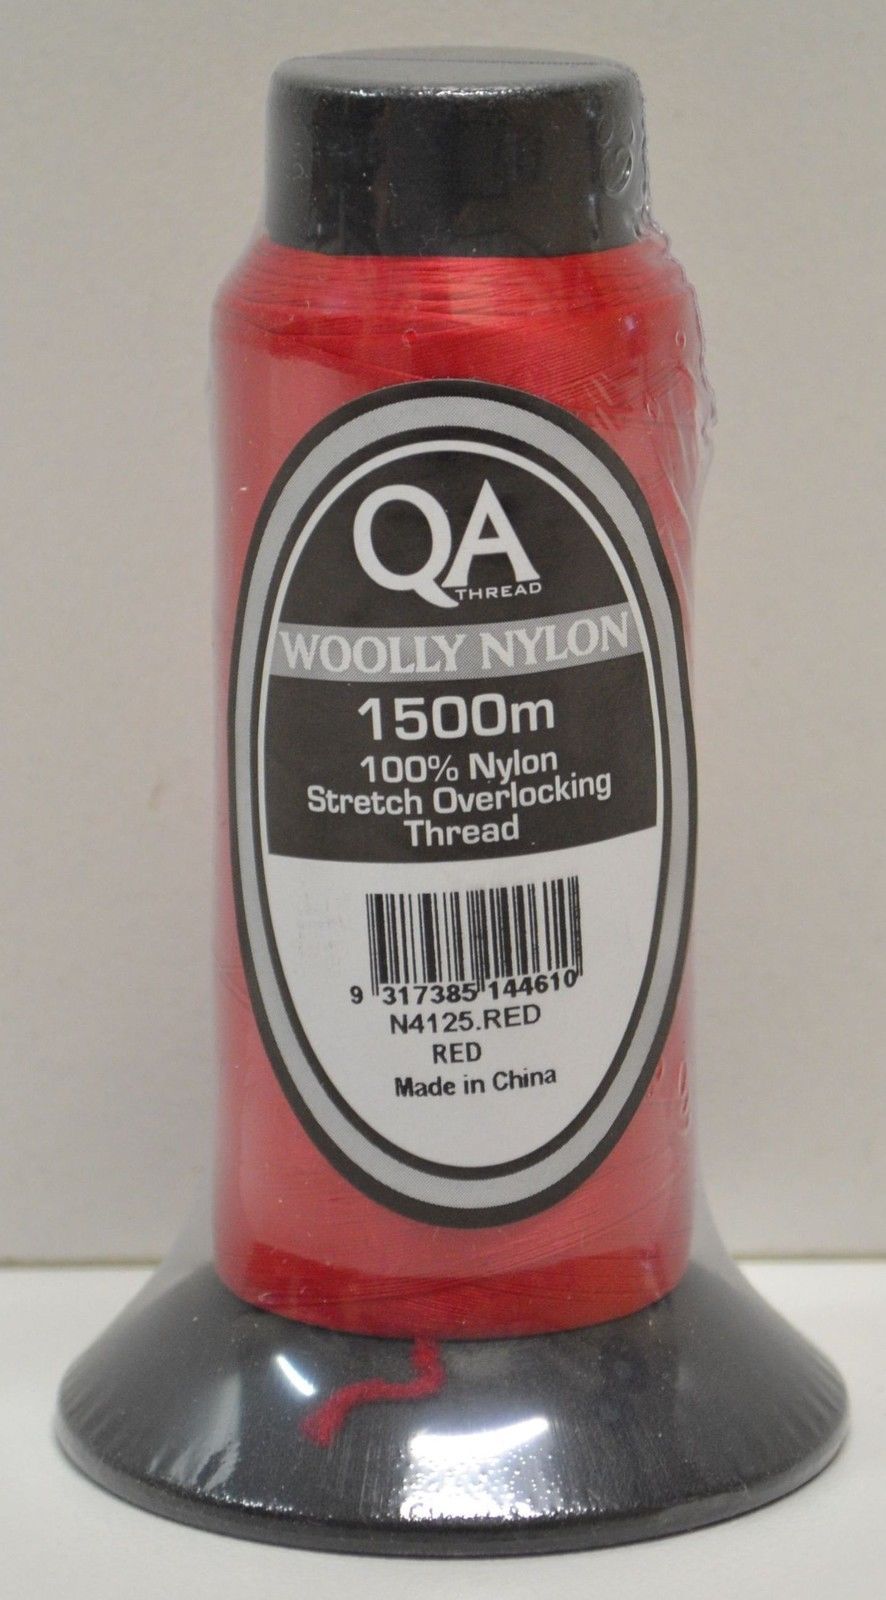 QA
THREAD
WOOLLY NYLON
1500m
100% Nylon
Stretch Overlocking
Thread
9 317385 144610
N4125.RED
RED
Made in China